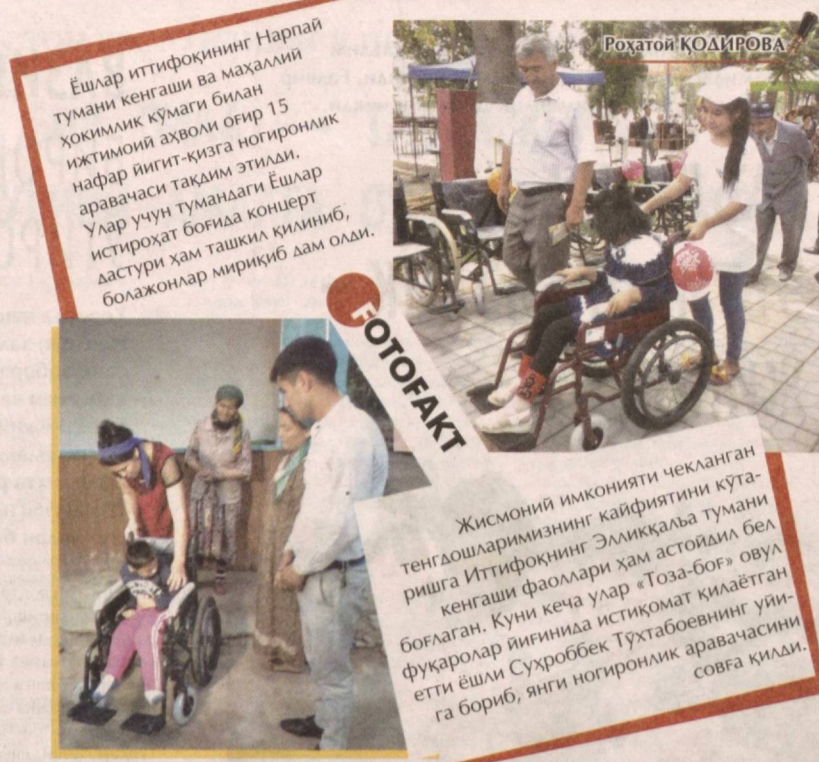 Ёшлар иттифоқининг Нарпай
тумани кенгаши ва маҳаллий
ҳокимлик кўмаги билан
ижтимоий аҳволи оғир 15
нафар йигит-қизга ногиронлик
аравачаси тақдим этилди.
Улар учун тумандаги Ёшлар
истироҳат боғида концерт
дастури ҳам ташкил қилиниб,
болажонлар мириқиб дам олди.
Роҳатой ҚОДИРОВА
FОТОFАКТ
Жисмоний имконияти чекланган
тенгдошларимизнинг кайфиятини кўта-
ришга Иттифоқнинг Элликқалъа тумани
кенгаши фаоллари ҳам астойдил бел
боғлаган. Куни кеча улар «Тоза-боғ» овул
фуқаролар йиғинида истиқомат қилаётган
етти ёшли Суҳроббек Тўхтабоевнинг уйи-
га бориб, янги ногиронлик аравачасини
совға қилди.